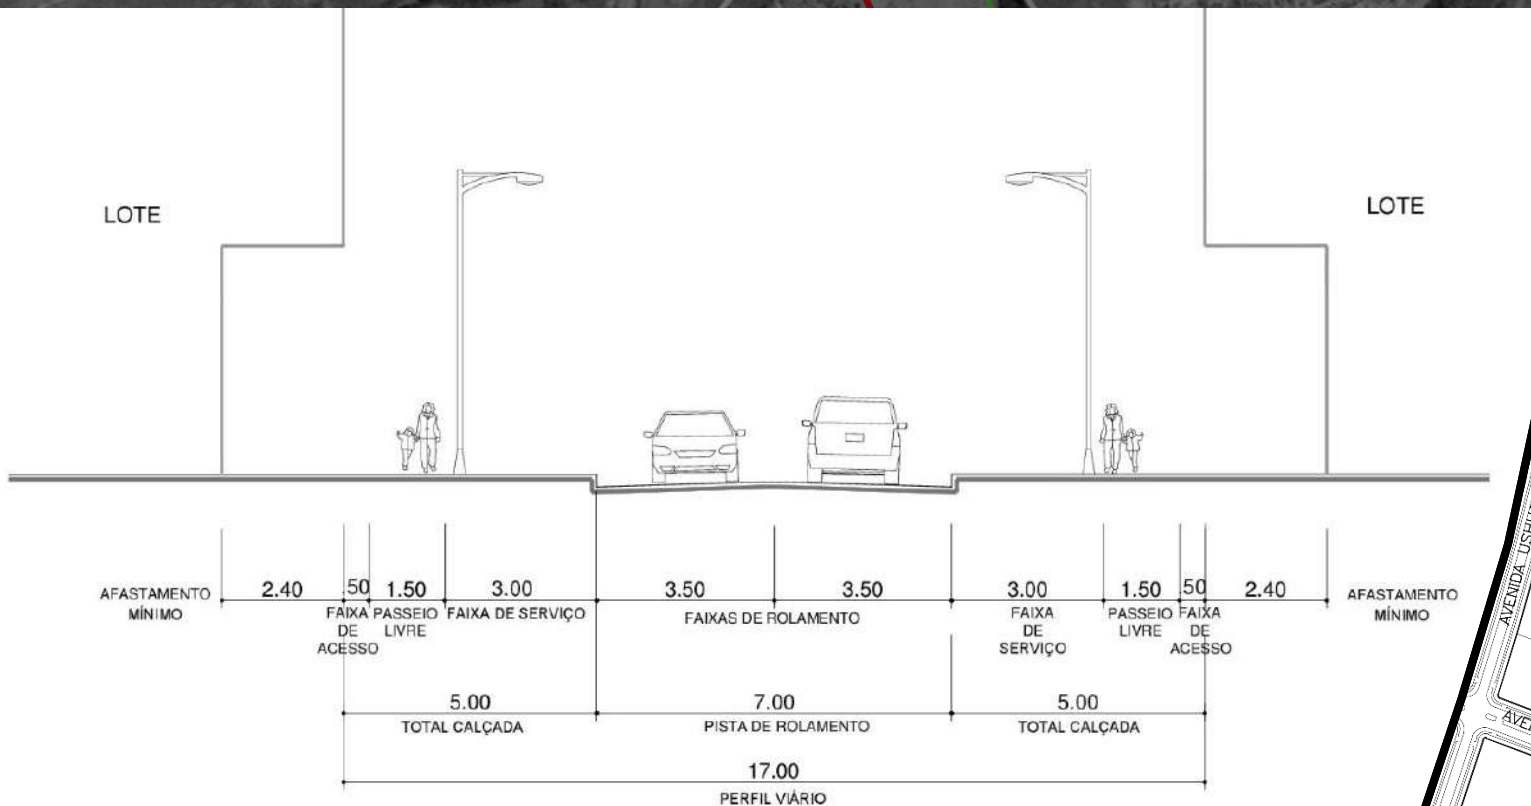 LOTE
LOTE
2.40
.50
1.50
3.00
3.50
3.50
3.00
1.50
.50
2.40
AFASTAMENTO
MÍNIMO
FAIXA
DE
ACESSO
PASSEIO
LIVRE
FAIXA DE SERVIÇO
FAIXAS DE ROLAMENTO
FAIXA
DE
SERVIÇO
PASSEIO
LIVRE
FAIXA
DE
ACESSO
AFASTAMENTO
MÍNIMO
5.00
TOTAL CALÇADA
7.00
PISTA DE ROLAMENTO
5.00
TOTAL CALÇADA
17.00
PERFIL VIÁRIO
AVENIDA